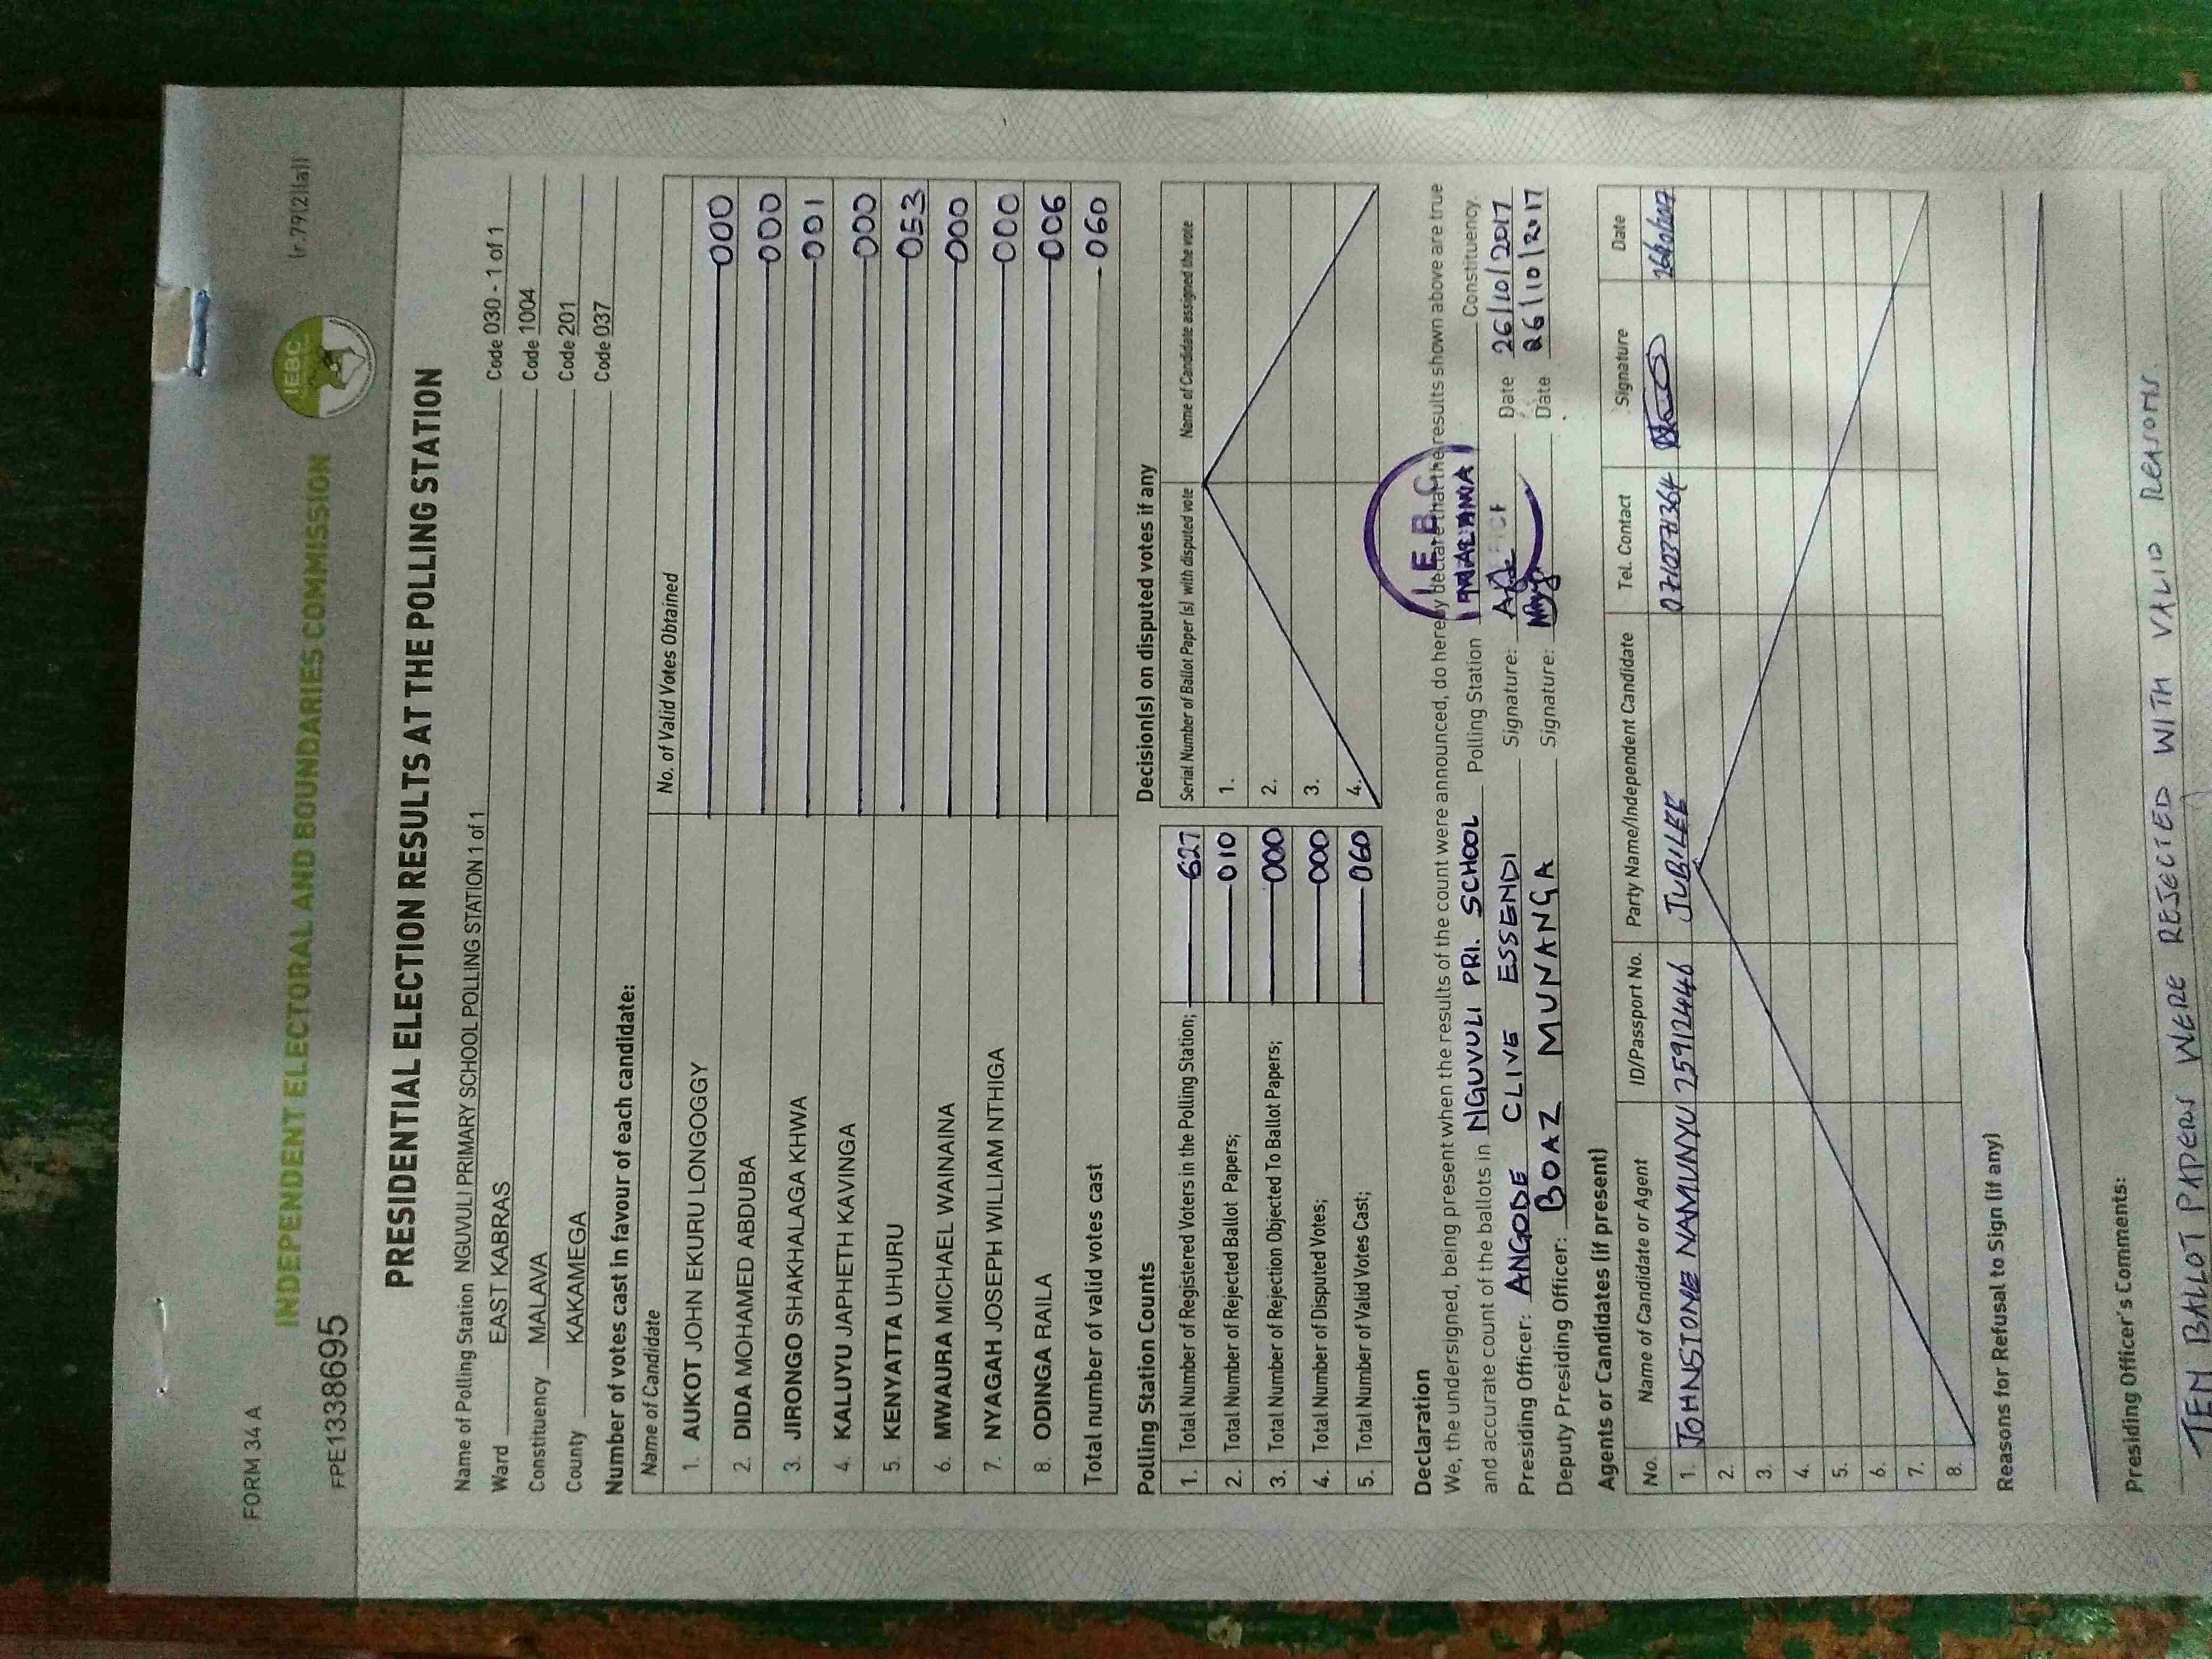 FORM 34 A
(r.79(2)(a))
INDEPENDENT ELECTORAL AND BOUNDARIES COMMISSION
IEBC
FPE1338695
PRESIDENTIAL ELECTION RESULTS AT THE POLLING STATION
Name of Polling Station NGUVULI PRIMARY SCHOOL POLLING STATION 1 of 1 Code 030 - 1 of 1
Ward EAST KABRAS Code 1004
Constituency MALAVA Code 201
County KAKAMEGA Code 037
Number of votes cast in favour of each candidate:
Name of Candidate No. of Valid Votes Obtained
1. AUKOT JOHN EKURU LONGOGGY 000
2. DIDA MOHAMED ABDUBA 000
3. JIRONGO SHAKHALAGA KHWA 001
4. KALUYU JAPHETH KAVINGA 000
5. KENYATTA UHURU 053
6. MWAURA MICHAEL WAINAINA 000
7. NYAGAH JOSEPH WILLIAM NTHIGA 000
8. ODINGA RAILA 006
Total number of valid votes cast 060
Polling Station Counts
1. Total Number of Registered Voters in the Polling Station; 627
2. Total Number of Rejected Ballot Papers; 010
3. Total Number of Rejection Objected To Ballot Papers; 000
4. Total Number of Disputed Votes; 000
5. Total Number of Valid Votes Cast; 060
Decision(s) on disputed votes if any
Serial Number of Ballot Paper (s) with disputed vote Name of Candidate assigned the vote
1.
2.
3.
4.
Declaration
We, the undersigned, being present when the results of the count were announced, do hereby declare that the results shown above are true
and accurate count of the ballots in NGUVULI PRI. SCHOOL Polling Station Constituency.
I.E.B.C
Presiding Officer: ANGODE CLIVE ESSENDI Signature: Date 26/10/2017
Deputy Presiding Officer: BOAZ MUNANGA Signature: Date 26/10/2017
Agents or Candidates (if present)
No. Name of Candidate or Agent ID/Passport No. Party Name/Independent Candidate Tel. Contact Signature Date
1. JOHNSTONE NAMUNYU 25912446 JUBILEE
2.
3.
4.
5.
6.
7.
8.
Reasons for Refusal to Sign (if any)
Presiding Officer's Comments:
TEN BALLOT PAPERS WERE REJECTED WITH VALID REASONS.